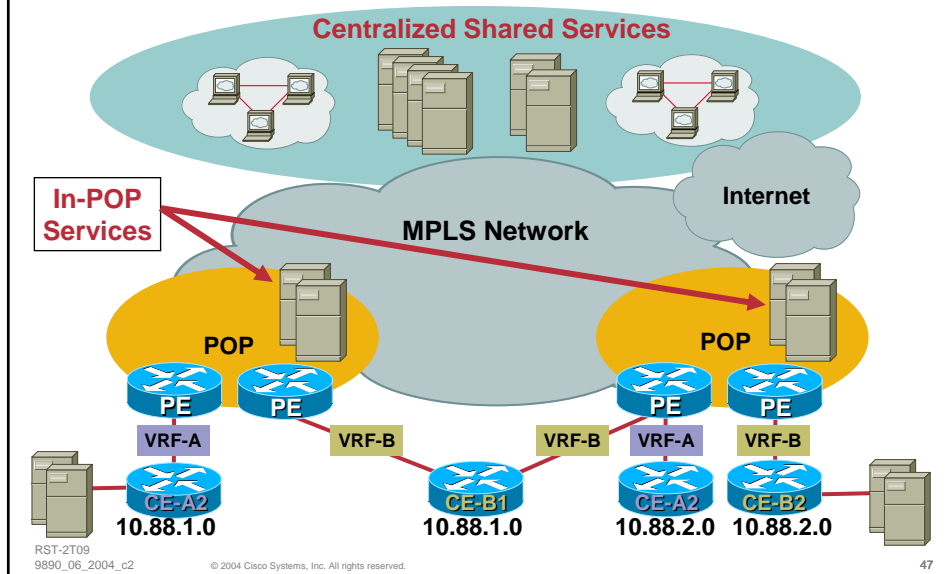 Centralized Shared Services
Internet
In-POP
Services
MPLS Network
POP
POP
PE
PE
PE
PE
VRF-A
VRF-B
VRF-B
VRF-A
VRF-B
CE-A2
CE-B1
CE-A2
CE-B2
10.88.1.0
10.88.1.0
10.88.2.0
10.88.2.0
RST-2T09
9890_06_2004_c2
© 2004 Cisco Systems, Inc. All rights reserved.
47